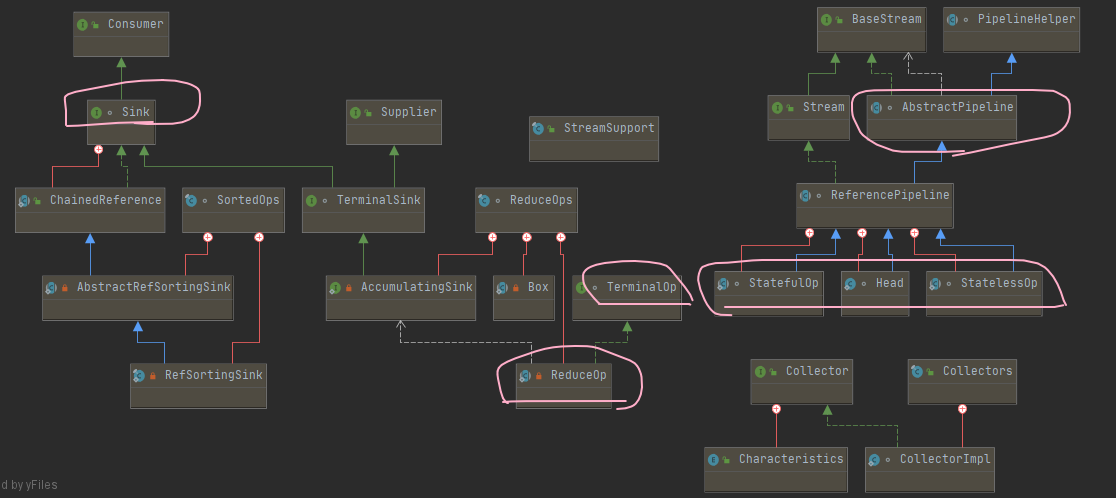 Consumer
BaseStream
PipelineHelper
Sink
Supplier
StreamSupport
Stream
AbstractPipeline
ChainedReference
SortedOps
TerminalSink
ReduceOps
ReferencePipeline
AbstractRefSortingSink
AccumulatingSink
Box
TerminalOp
StatefulOp
Head
StatelessOp
RefSortingSink
ReduceOp
Collector
Collectors
Characteristics
CollectorImpl
d by yFiles